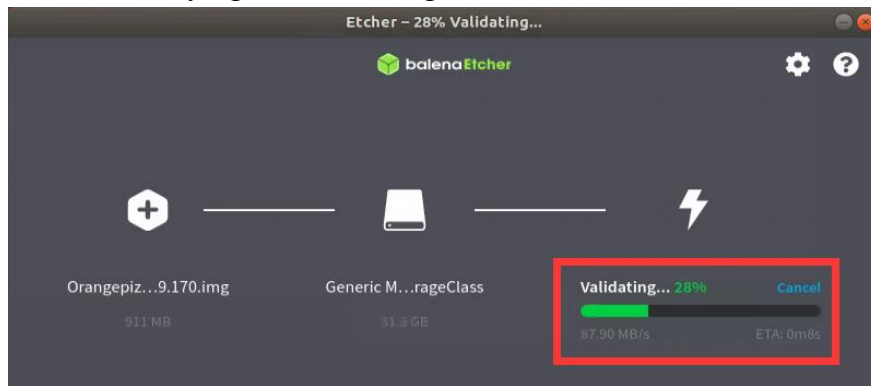 Etcher – 28% Validating...
balenaEtcher
Orangepiz...9.170.img
Generic M...rageClass
Validating... 28%
Cancel
911 MB
31.9 GB
87.90 MB/s
ETA: 0m8s